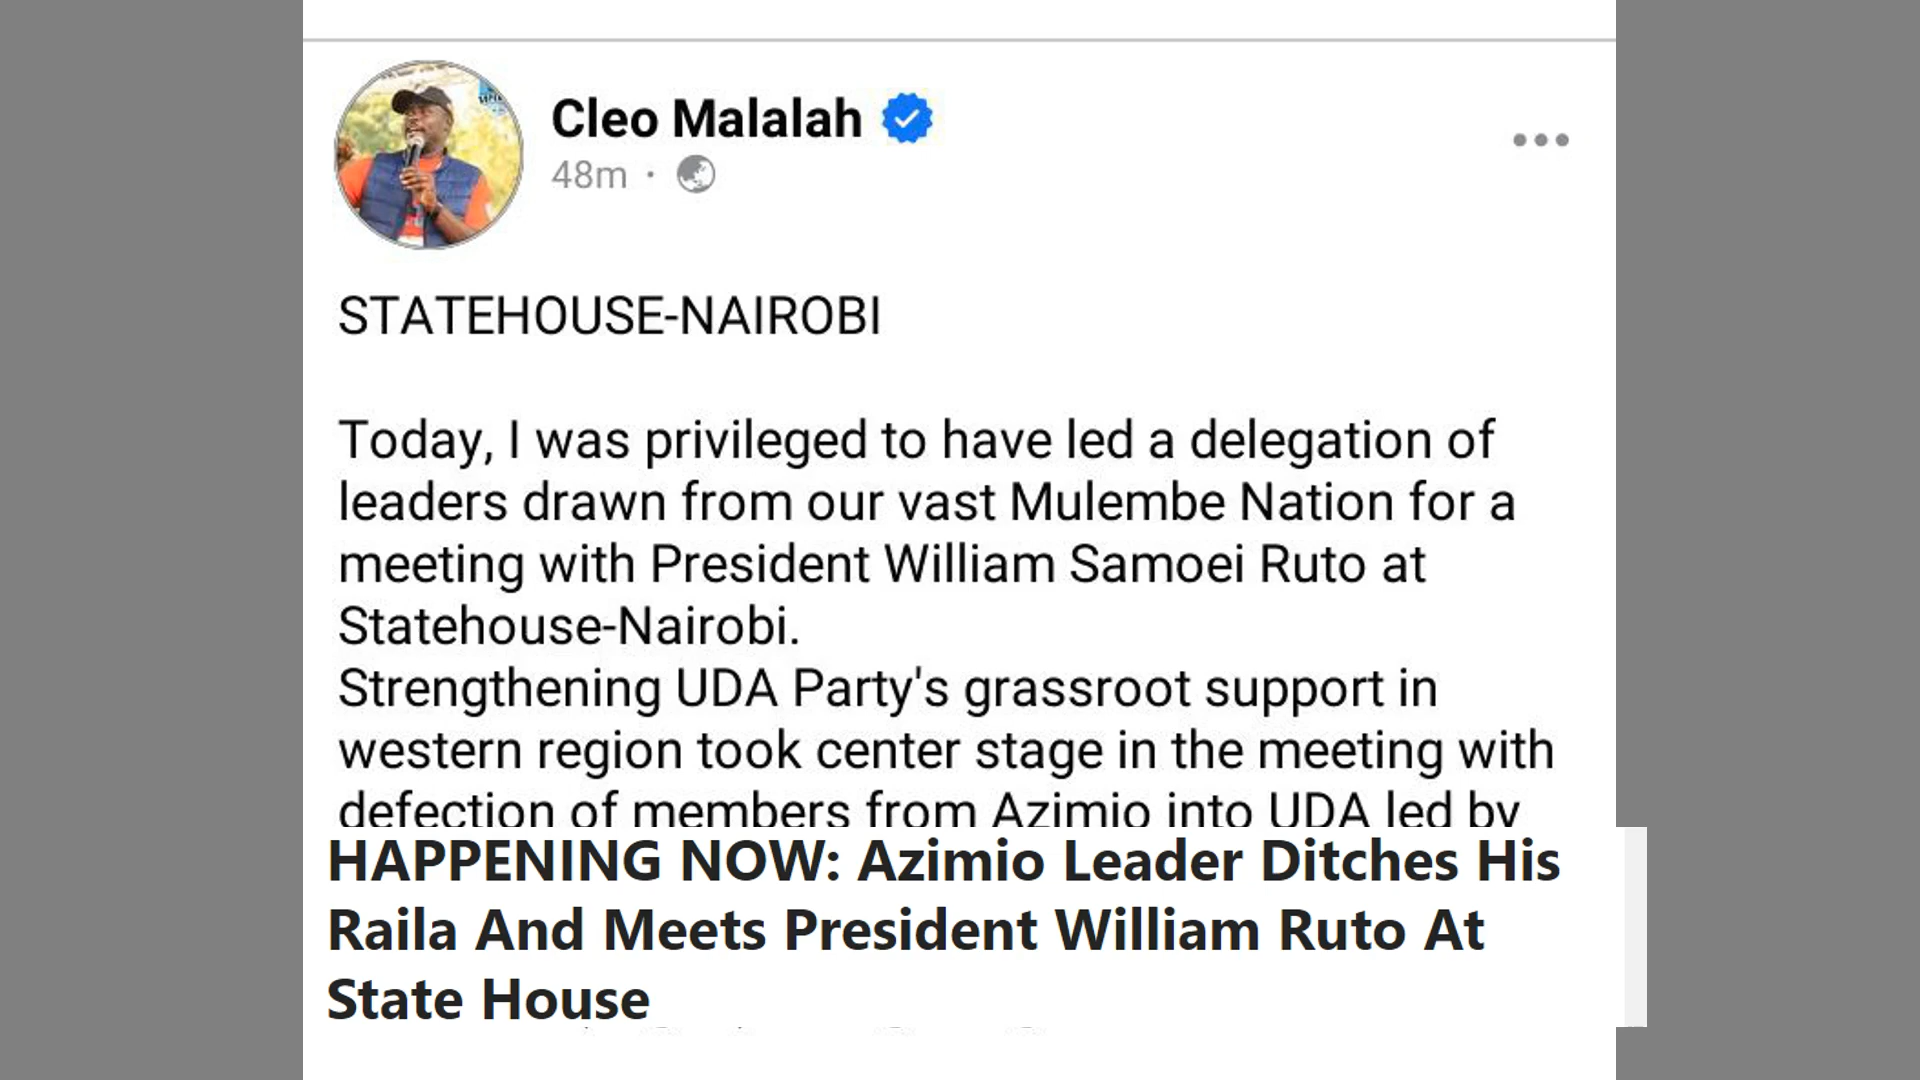 Cleo Malalah
48m ·
STATEHOUSE-NAIROBI
Today, I was privileged to have led a delegation of
leaders drawn from our vast Mulembe Nation for a
meeting with President William Samoei Ruto at
Statehouse-Nairobi.
Strengthening UDA Party's grassroot support in
western region took center stage in the meeting with
defection of members from Azimio into UDA led by
HAPPENING NOW: Azimio Leader Ditches His
Raila And Meets President William Ruto At
State House